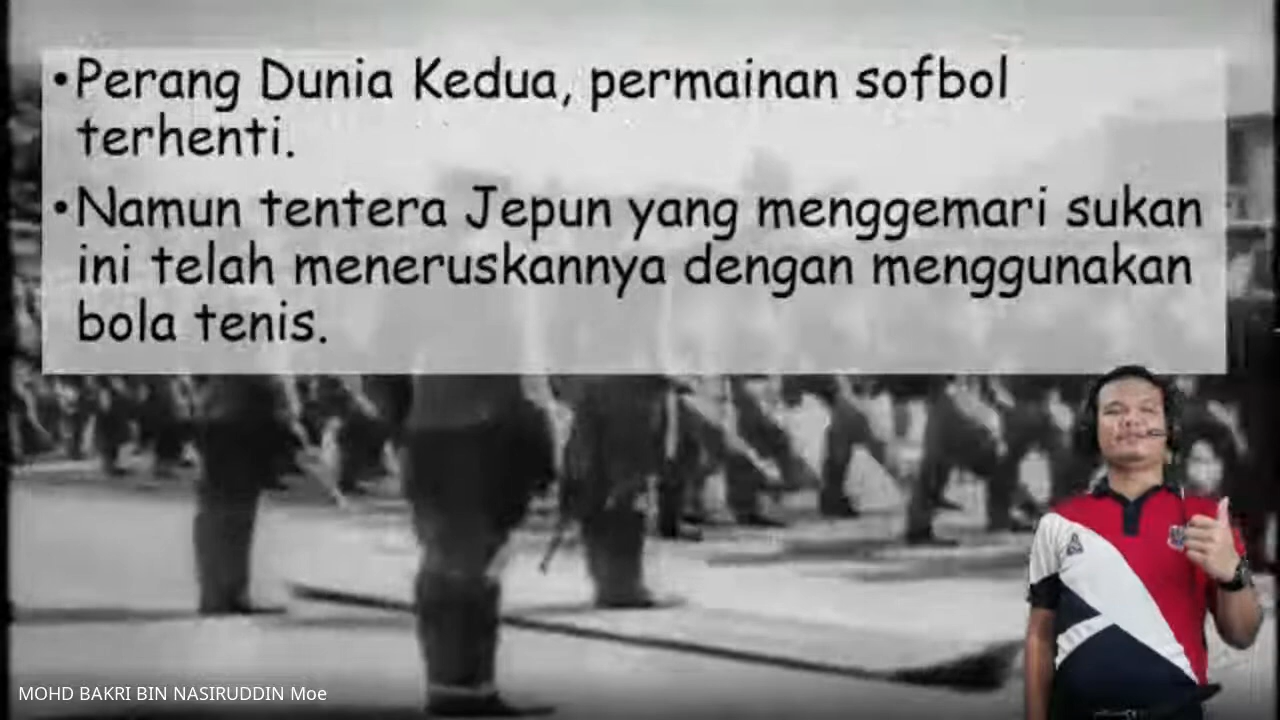 •Perang Dunia Kedua, permainan sofbol
terhenti.
•Namun tentera Jepun yang menggemari sukan
ini telah meneruskannya dengan menggunakan
bola tenis.
MOHD BAKRI BIN NASIRUDDIN Moe